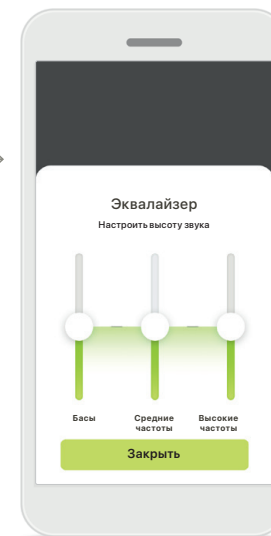 Эквалайзер
Настроить высоту звука
Басы
Средние
частоты
Высокие
частоты
Закрыть